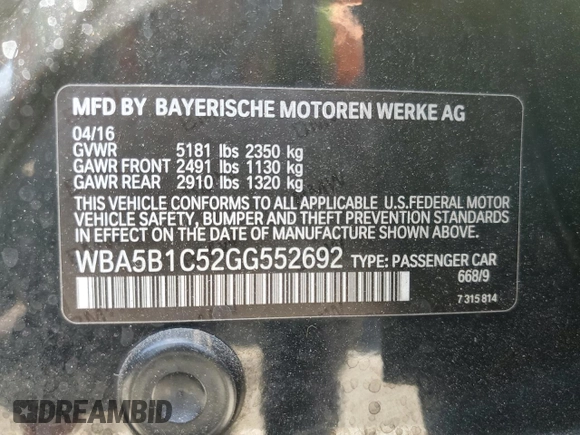 MFD BY BAYERISCHE MOTOREN WERKE AG
04/16
GVWR 5181 lbs 2350 kg
GAWR FRONT 2491 lbs 1130 kg
GAWR REAR 2910 lbs 1320 kg
THIS VEHICLE CONFORMS TO ALL APPLICABLE U.S.FEDERAL MOTOR
VEHICLE SAFETY, BUMPER AND THEFT PREVENTION STANDARDS
IN EFFECT ON THE DATE OF MANUFACTURE SHOWN ABOVE.
WBA5B1C52GG552692 TYPE: PASSENGER CAR
668/9
7 315 814
DREAMBID